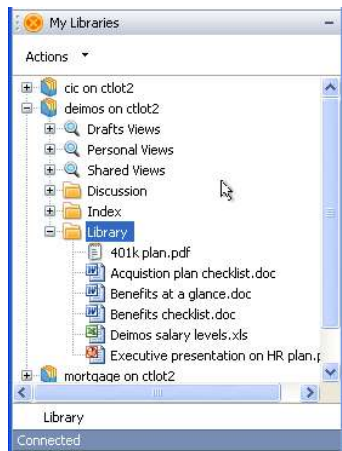 My Libraries
Actions
cic on ctlot2
deimos on ctlot2
Drafts Views
Personal Views
Shared Views
Discussion
Index
Library
401k plan.pdf
Acquistion plan checklist.doc
Benefits at a glance.doc
Benefits checklist.doc
Deimos salary levels.xls
Executive presentation on HR plan.p
mortgage on ctlot2
Library
Connected